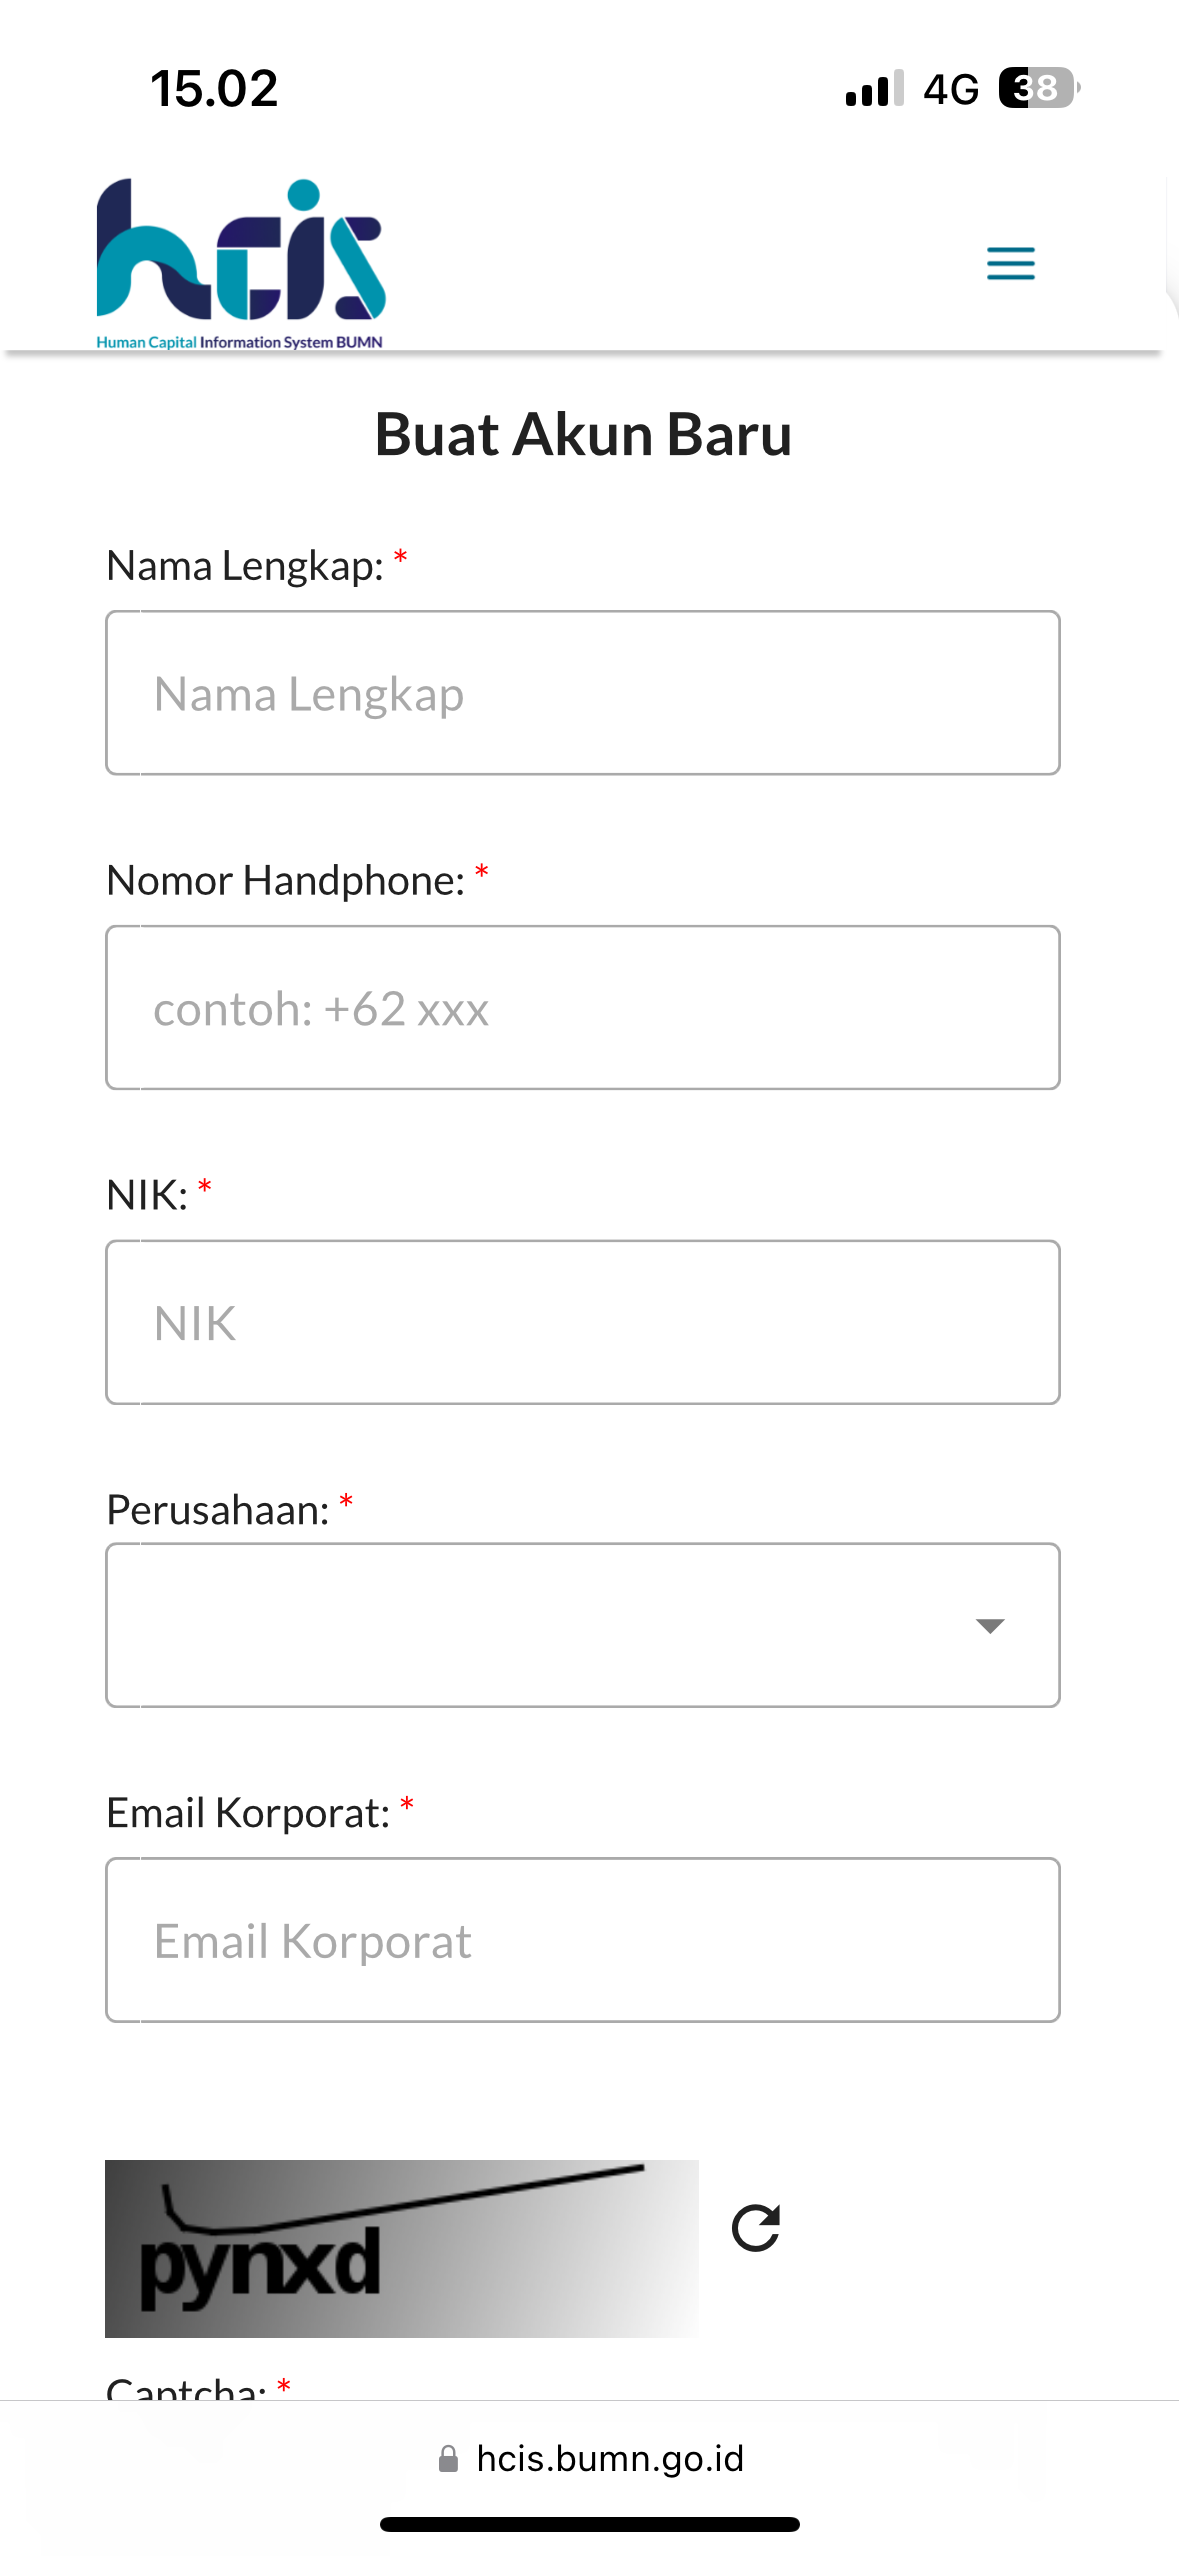 15.02
4G 38
hcis
Human Capital Information System BUMN
Buat Akun Baru
Nama Lengkap: *
Nama Lengkap
Nomor Handphone: *
contoh: +62 xxx
NIK: *
NIK
Perusahaan: *
Email Korporat: *
Email Korporat
pynxd
Captcha: *
hcis.bumn.go.id